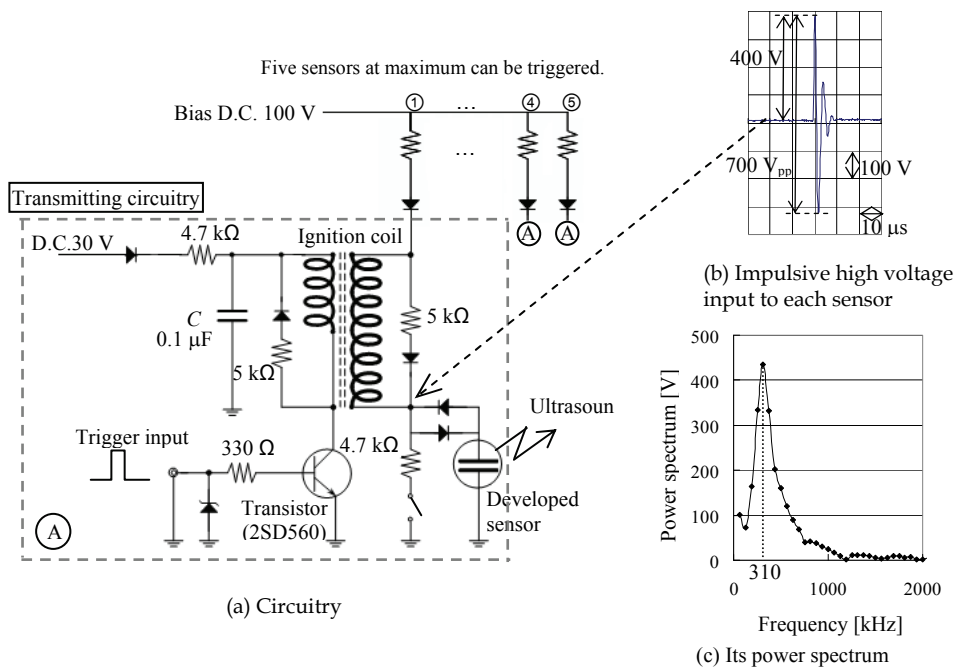 Five sensors at maximum can be triggered.
Bias D.C. 100 V
① ... ④ ⑤
...
A A
Transmitting circuitry
D.C.30 V
4.7 kΩ
Ignition coil
C
0.1 µF
5 kΩ
5 kΩ
Ultrasoun
Trigger input
330 Ω
4.7 kΩ
Transistor
(2SD560)
Developed
sensor
A
(a) Circuitry
400 V
700 Vpp
100 V
10 µs
(b) Impulsive high voltage
input to each sensor
Power spectrum [V]
500
400
300
200
100
0
310
0 1000 2000
Frequency [kHz]
(c) Its power spectrum